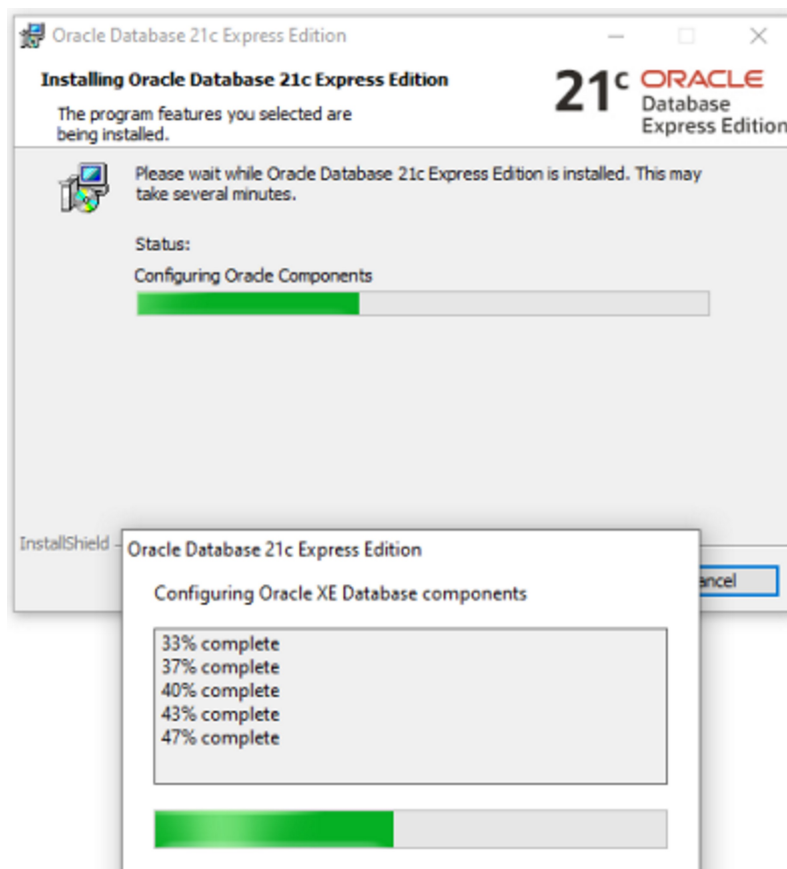 Oracle Database 21c Express Edition
Installing Oracle Database 21c Express Edition
The program features you selected are
being installed.
21c ORACLE
Database
Express Edition
Please wait while Oracle Database 21c Express Edition is installed. This may
take several minutes.
Status:
Configuring Oracle Components
InstallShield
ancel
Oracle Database 21c Express Edition
Configuring Oracle XE Database components
33% complete
37% complete
40% complete
43% complete
47% complete